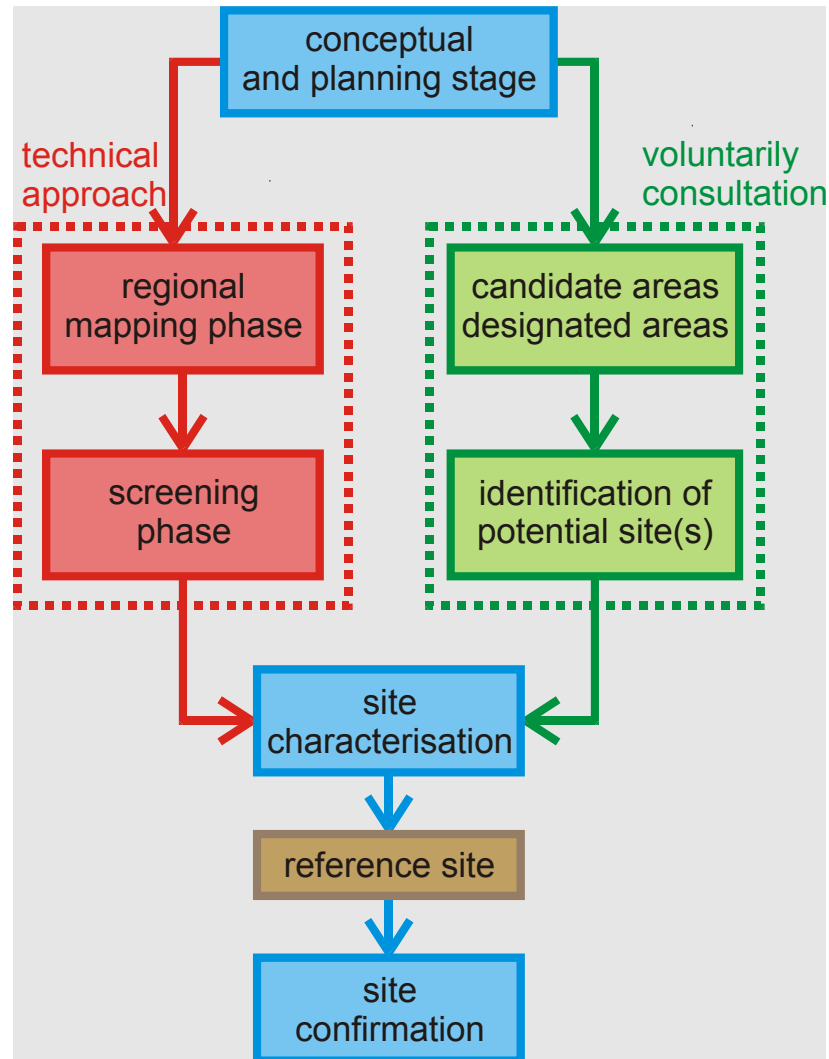 conceptual
and planning stage
technical
approach
voluntarily
consultation
regional
mapping phase
candidate areas
designated areas
screening
phase
identification of
potential site(s)
site
characterisation
reference site
site
confirmation